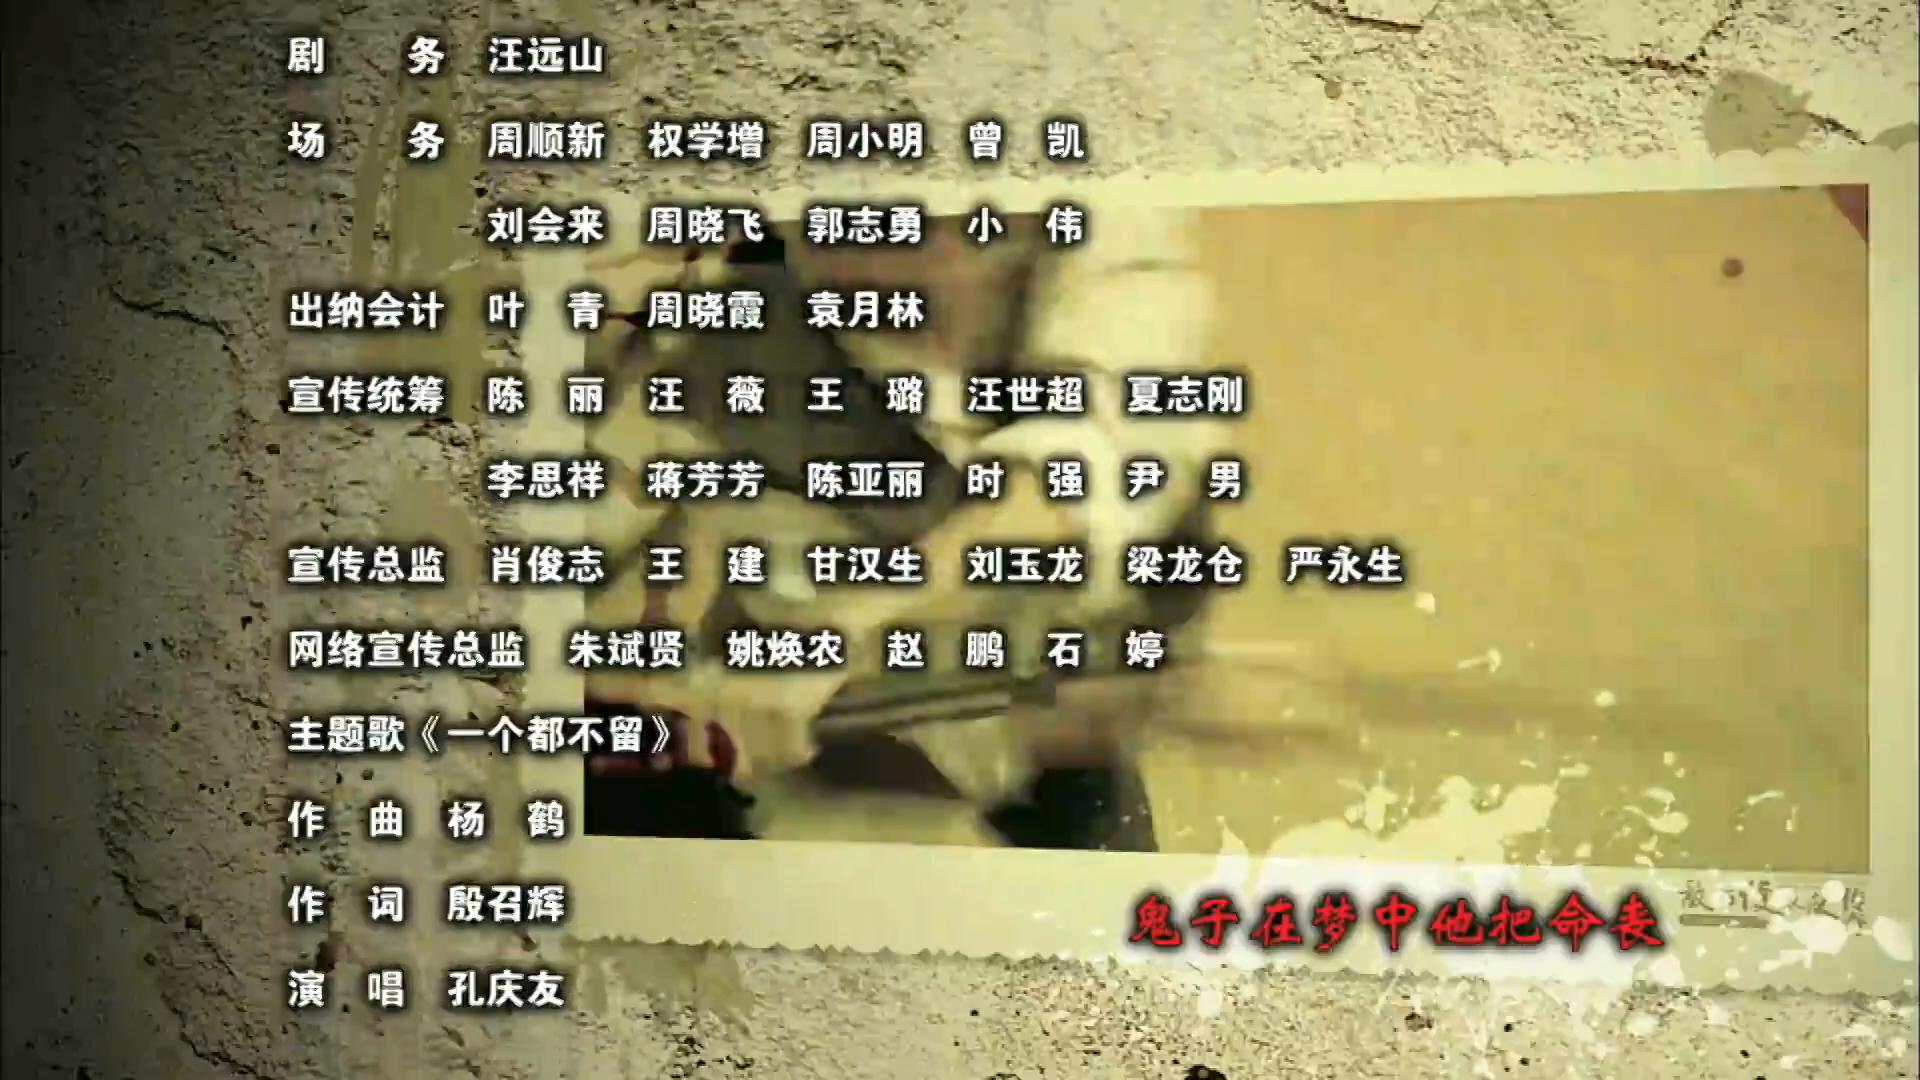 剧　　务　汪远山
场　　务　周顺新　权学增　周小明　曾　凯
刘会来　周晓飞　郭志勇　小　伟
出纳会计　叶　青　周晓霞　袁月林
宣传统筹　陈　丽　汪　薇　王　璐　汪世超　夏志刚
李思祥　蒋芳芳　陈亚丽　时　强　尹　男
宣传总监　肖俊志　王　建　甘汉生　刘玉龙　梁龙仓　严永生
网络宣传总监　朱斌贤　姚焕农　赵　鹏　石　婷
主题歌《一个都不留》
作　曲　杨　鹤
作　词　殷召辉
演　唱　孔庆友
鬼子在梦中他把命丧